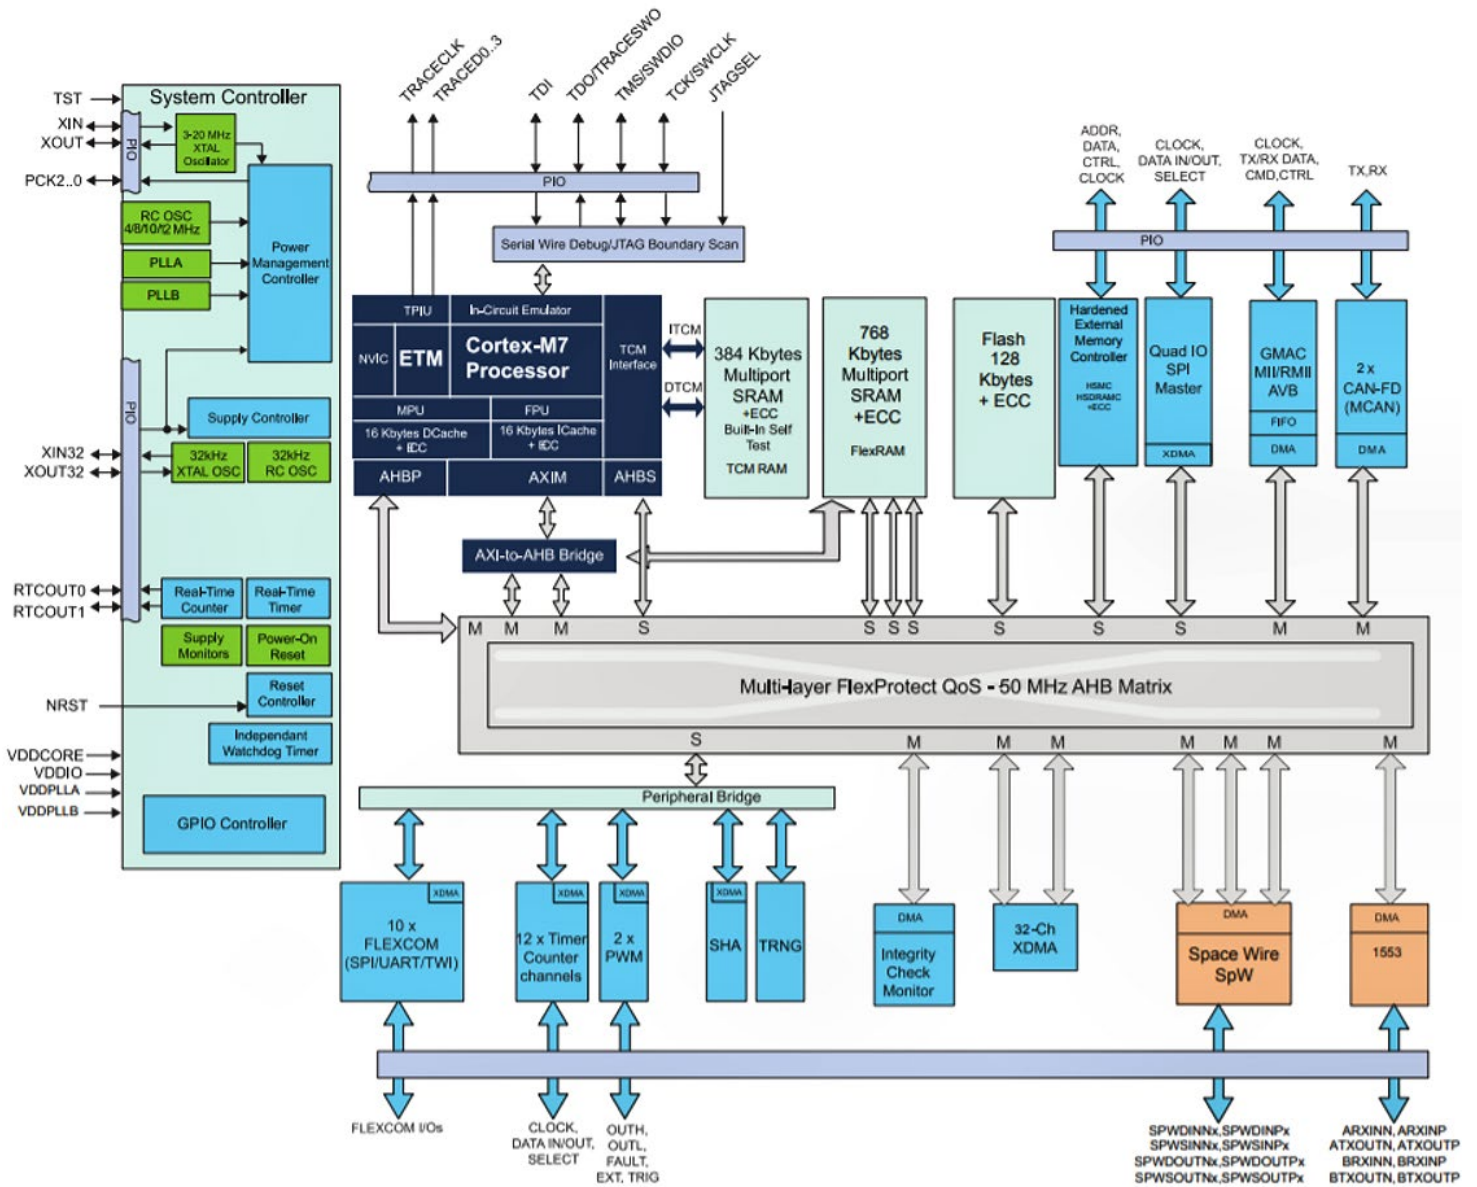 TRACECLK
TRACED0..3
TDI
TDO/TRACESWO
TMS/SWDIO
TCK/SWCLK
JTAGSEL
TST
XIN
XOUT
PCK2..0
XIN32
XOUT32
RTCOUT0
RTCOUT1
NRST
VDDCORE
VDDIO
VDDPLLA
VDDPLLB
System Controller
PIO
3-20 MHz
XTAL
Oscillator
RC OSC
4/8/10/12 MHz
PLLA
PLLB
Power
Management
Controller
PIO
Supply Controller
32kHz
XTAL OSC
32kHz
RC OSC
Real-Time
Counter
Real-Time
Timer
Supply
Monitors
Power-On
Reset
Reset
Controller
Independant
Watchdog Timer
GPIO Controller
PIO
Serial Wire Debug/JTAG Boundary Scan
TPIU
In-Circuit Emulator
NVIC
ETM
Cortex-M7
Processor
TCM
Interface
MPU
FPU
16 Kbytes DCache
+ ECC
16 Kbytes ICache
+ ECC
AHBP
AXIM
AHBS
ITCM
DTCM
384 Kbytes
Multiport
SRAM
+ECC
Built-In Self
Test
TCM RAM
768
Kbytes
Multiport
SRAM
+ECC
FlexRAM
Flash
128
Kbytes
+ ECC
ADDR,
DATA,
CTRL,
CLOCK
CLOCK,
DATA IN/OUT,
SELECT
CLOCK,
TX/RX DATA,
CMD,CTRL
TX,RX
PIO
Hardened
External
Memory
Controller
HSMC
HSDRAMC
+ECC
Quad IO
SPI
Master
XDMA
GMAC
MII/RMII
AVB
FIFO
DMA
2 x
CAN-FD
(MCAN)
DMA
AXI-to-AHB Bridge
M M M S S S S S S S M M
Multi-layer FlexProtect QoS - 50 MHz AHB Matrix
S M M M M M M M
Peripheral Bridge
XDMA
10 x
FLEXCOM
(SPI/UART/TWI)
XDMA
12 x Timer
Counter
channels
XDMA
2 x
PWM
XDMA
SHA
TRNG
DMA
Integrity
Check
Monitor
32-Ch
XDMA
DMA
Space Wire
SpW
DMA
1553
FLEXCOM I/Os
CLOCK,
DATA IN/OUT,
SELECT
OUTH,
OUTL,
FAULT,
EXT, TRIG
SPWDINNx,SPWDINPx
SPWSINNx,SPWSINPx
SPWDOUTNx,SPWDOUTPx
SPWSOUTNx,SPWSOUTPx
ARXINN, ARXINP
ATXOUTN, ATXOUTP
BRXINN, BRXINP
BTXOUTN, BTXOUTP